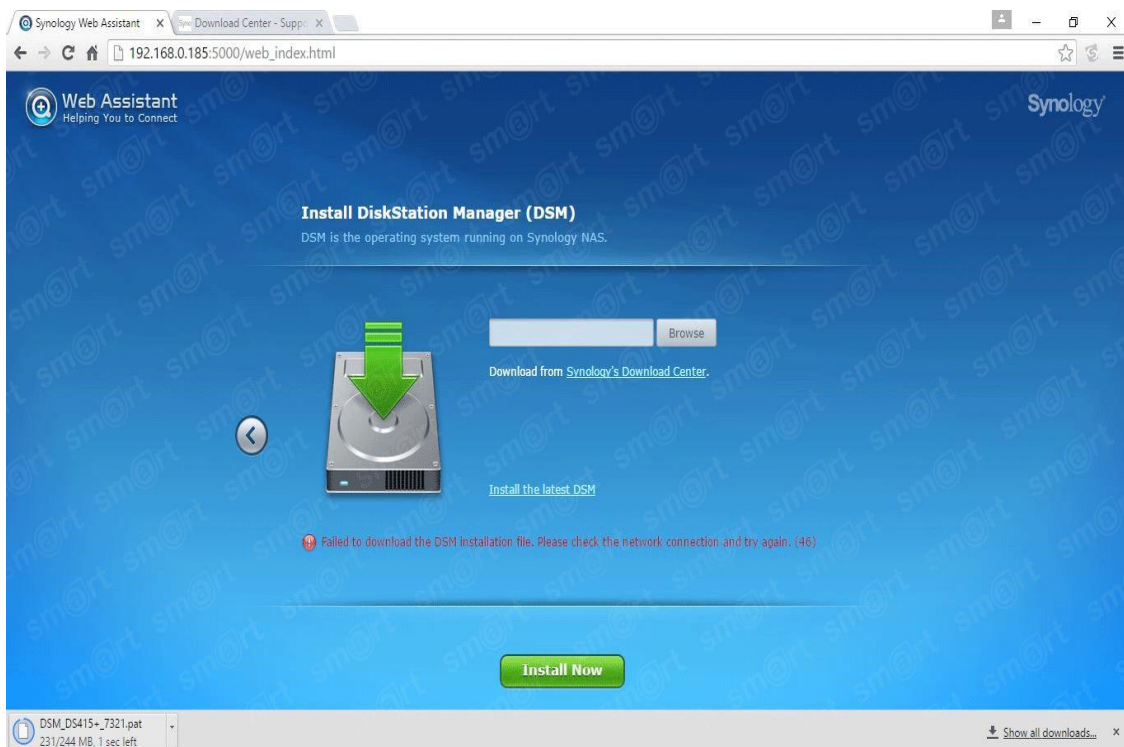 Synology Web Assistant
Download Center - Suppo
192.168.0.185:5000/web_index.html
Web Assistant
Helping You to Connect
Synology
Install DiskStation Manager (DSM)
DSM is the operating system running on Synology NAS.
Browse
Download from Synology's Download Center.
Install the latest DSM
Failed to download the DSM installation file. Please check the network connection and try again. (46)
Install Now
DSM_DS415+_7321.pat
231/244 MB, 1 sec left
Show all downloads...
sm@rt